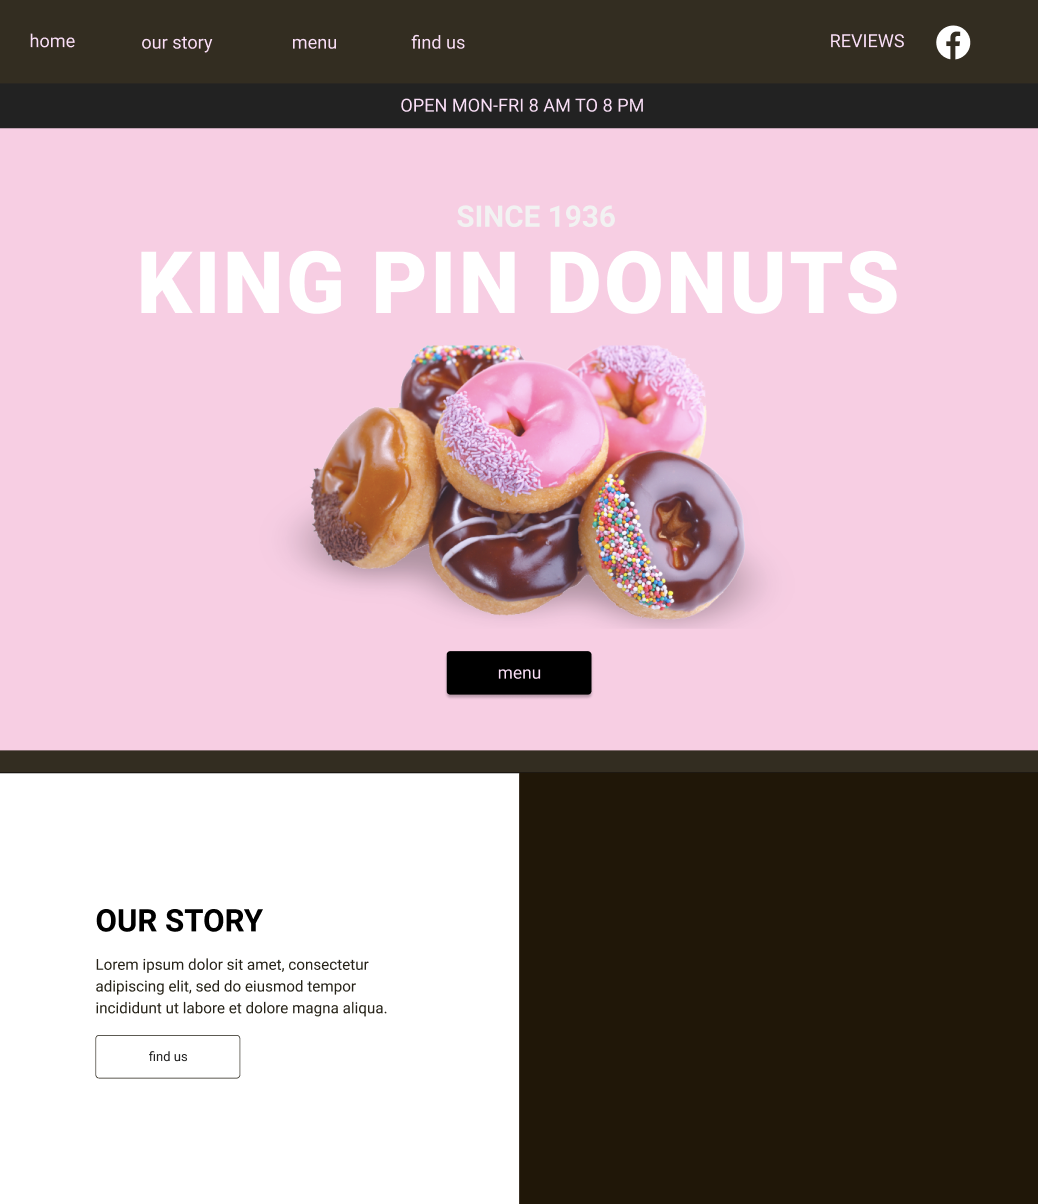 home our story menu find us REVIEWS
OPEN MON-FRI 8 AM TO 8 PM
SINCE 1936
KING PIN DONUTS
menu
OUR STORY
Lorem ipsum dolor sit amet, consectetur
adipiscing elit, sed do eiusmod tempor
incididunt ut labore et dolore magna aliqua.
find us